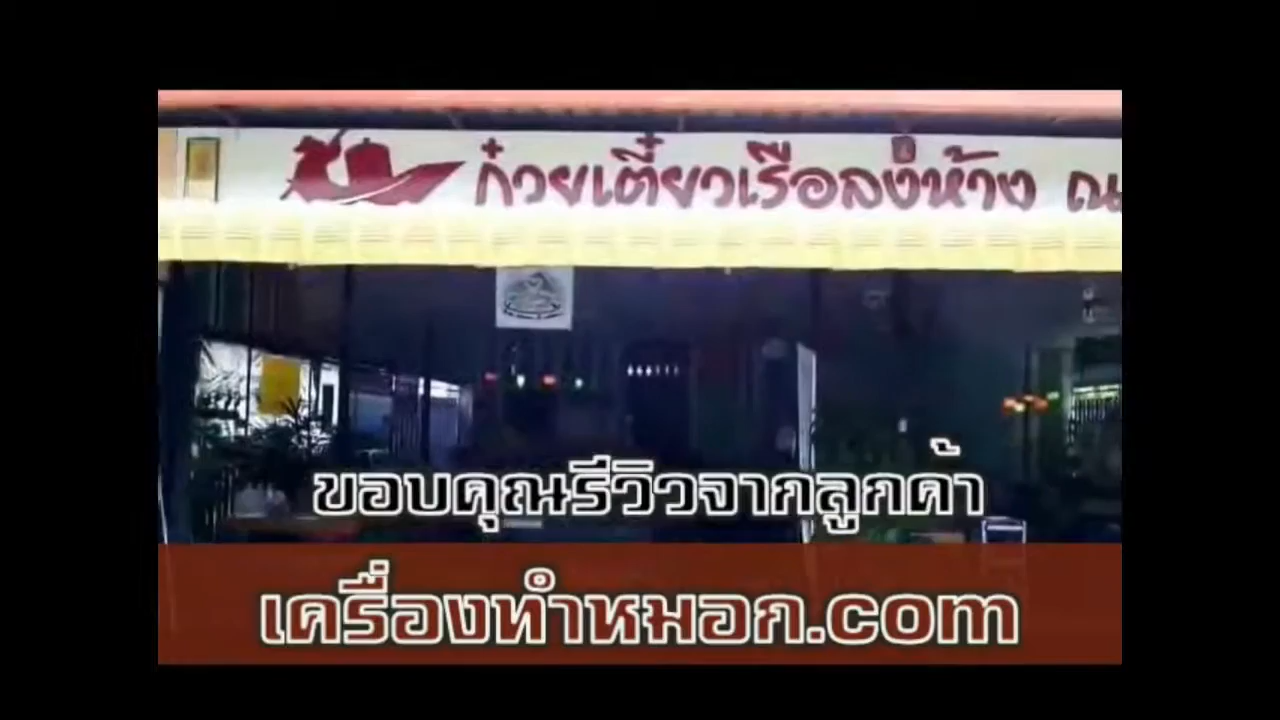 ก๋วยเตี๋ยวเรือลงห้าง ณ
ขอบคุณรีวิวจากลูกค้า
เครื่องทำหมอก.com